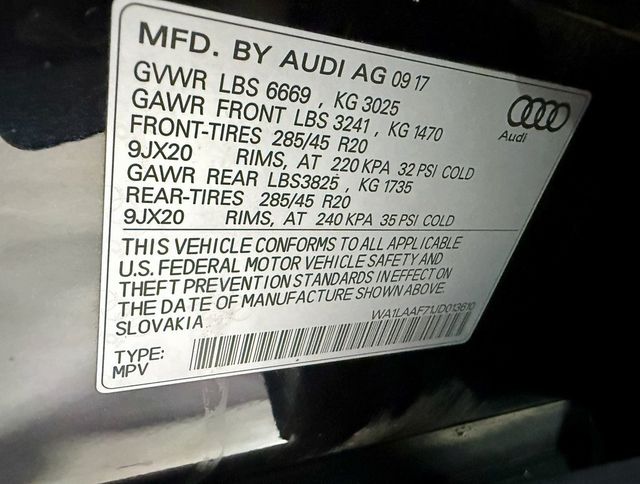 MFD. BY AUDI AG 09 17
GVWR LBS 6669 , KG 3025
GAWR FRONT LBS 3241 , KG 1470
FRONT-TIRES 285/45 R20
9JX20 RIMS, AT 220 KPA 32 PSI COLD
GAWR REAR LBS3825 , KG 1735
REAR-TIRES 285/45 R20
9JX20 RIMS, AT 240 KPA 35 PSI COLD
Audi
THIS VEHICLE CONFORMS TO ALL APPLICABLE
U.S. FEDERAL MOTOR VEHICLE SAFETY AND
THEFT PREVENTION STANDARDS IN EFFECT ON
THE DATE OF MANUFACTURE SHOWN ABOVE.
SLOVAKIA
WA1LAAF71JD013610
TYPE:
MPV